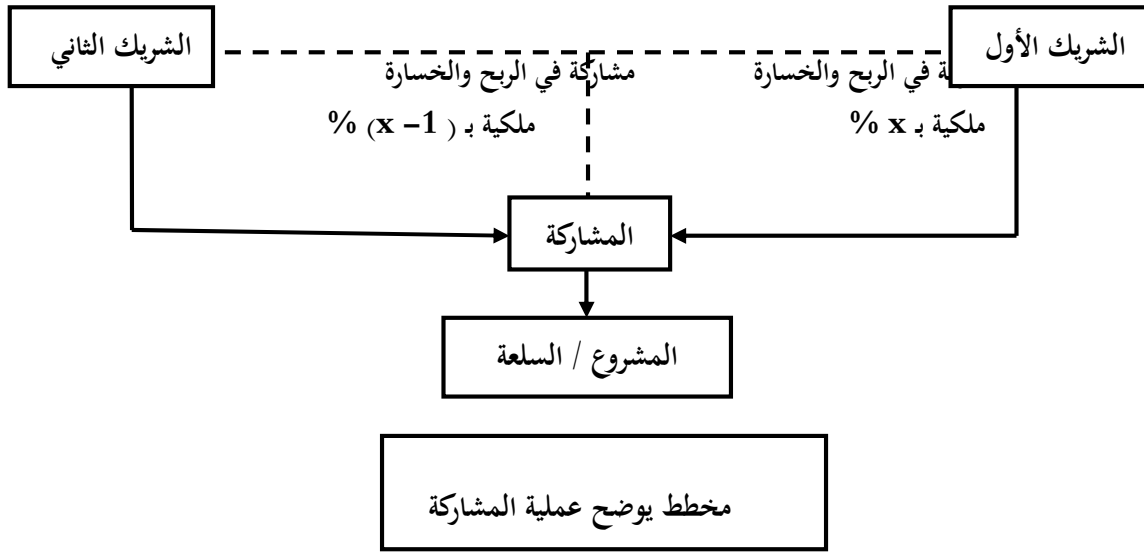 الشريك الأول
الشريك الثاني
ة في الربح والخسارة
مشاركة في الربح والخسارة
ملكية بـ x %
ملكية بـ ( 1– x) %
المشاركة
المشروع / السلعة
مخطط يوضح عملية المشاركة